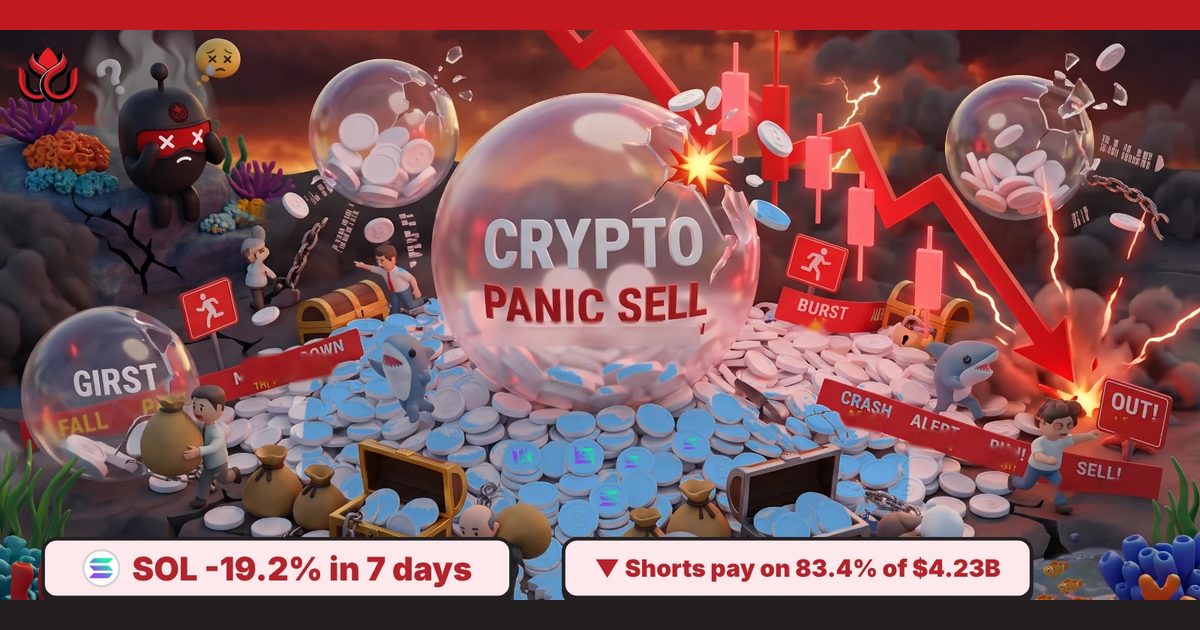 CRYPTO
PANIC SELL
GIRST
FALL
BURST
CRASH ALERT RUN!
OUT!
SELL!
SOL -19.2% in 7 days
▼ Shorts pay on 83.4% of $4.23B